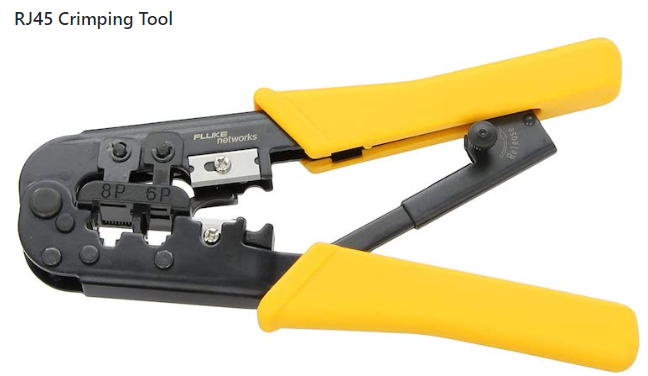 RJ45 Crimping Tool
FLUKE
networks
8P 6P
Release